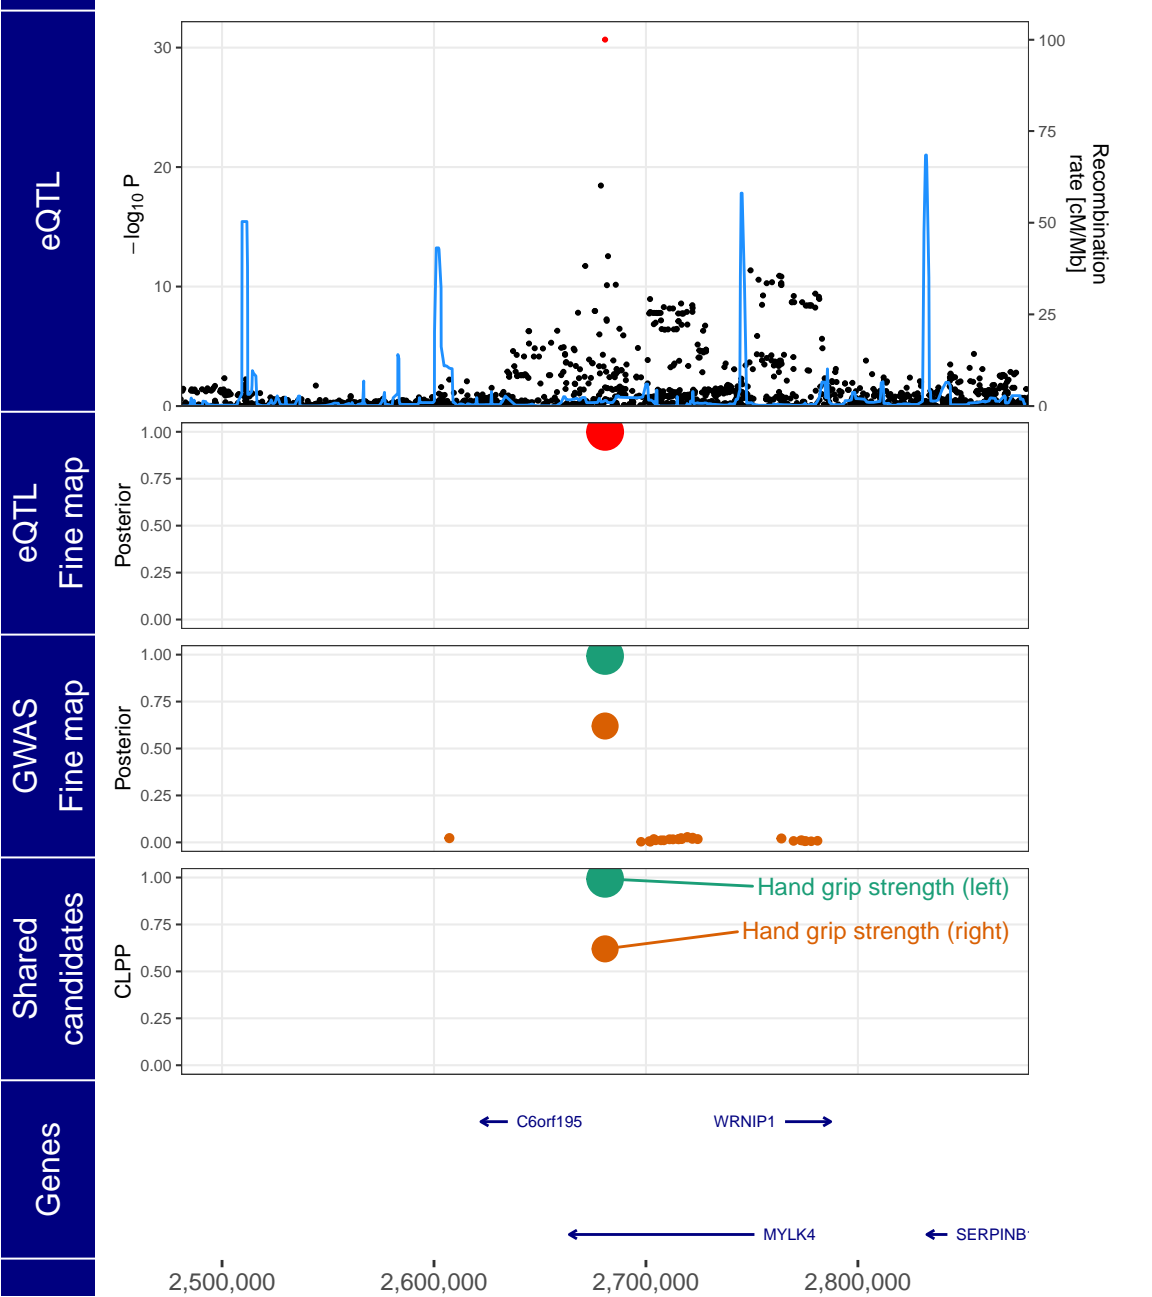 eQTL
30
20
10
0
−log10 P
100
75
50
25
0
Recombination
rate [cM/Mb]
eQTL
Fine map
Posterior
1.00
0.75
0.50
0.25
0.00
GWAS
Fine map
Posterior
1.00
0.75
0.50
0.25
0.00
Shared
candidates
CLPP
1.00
0.75
0.50
0.25
0.00
Hand grip strength (left)
Hand grip strength (right)
Genes
C6orf195
WRNIP1
MYLK4
SERPINB
2,500,000
2,600,000
2,700,000
2,800,000